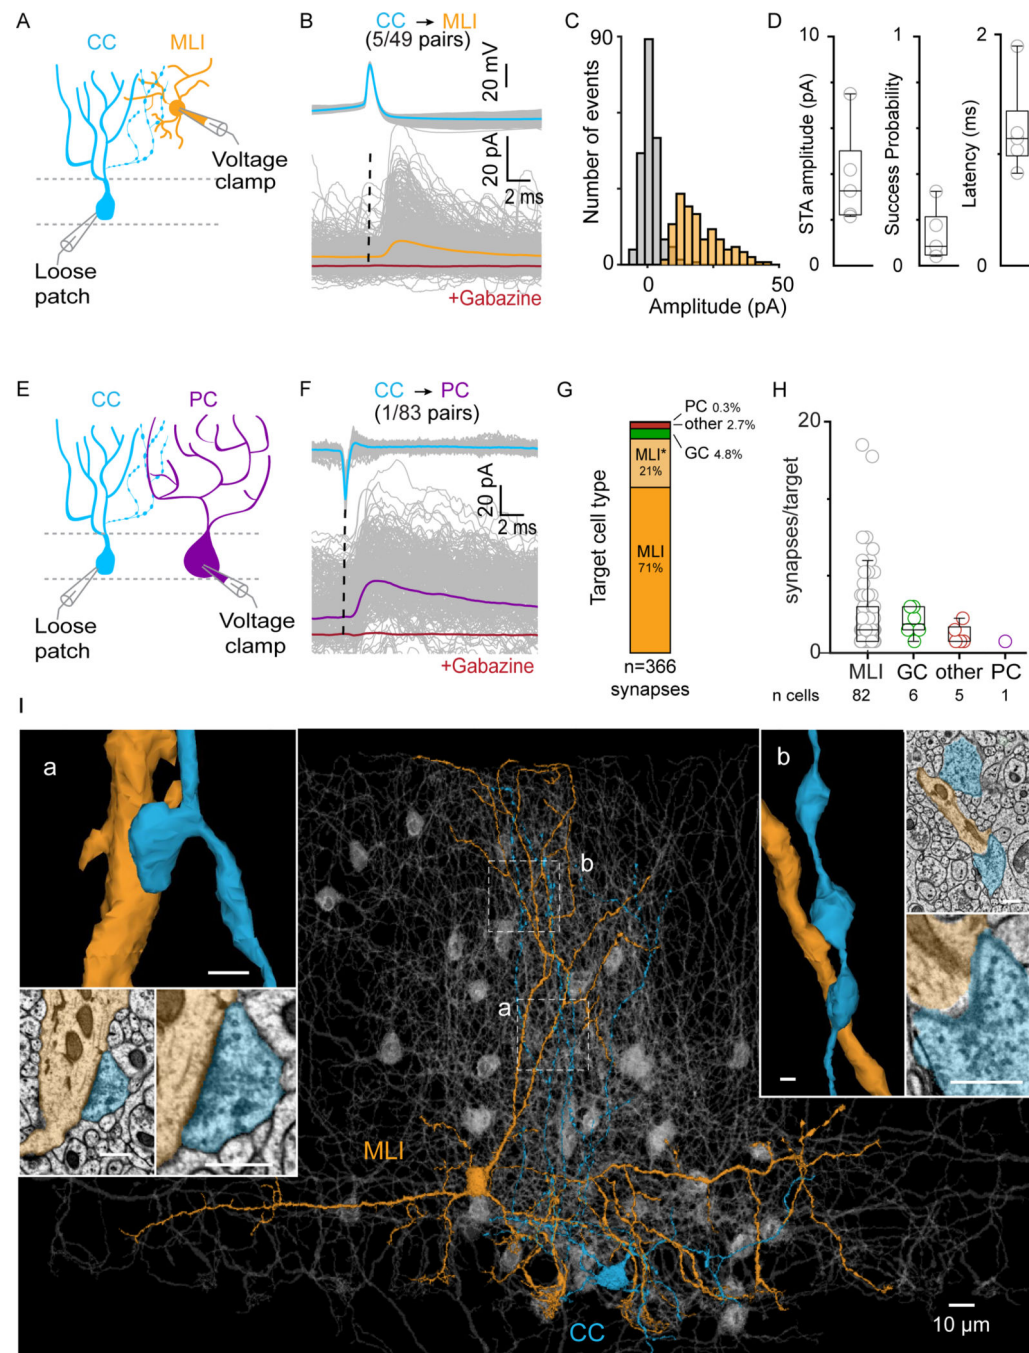 A
CC
MLI
Voltage
clamp
Loose
patch
B
CC → MLI
(5/49 pairs)
20 mV
20 pA
2 ms
+Gabazine
C
90
Number of events
0
0
50
Amplitude (pA)
D
10
STA amplitude (pA)
0
1
Success Probability
0
2
Latency (ms)
0
E
CC
PC
Loose
patch
Voltage
clamp
F
CC → PC
(1/83 pairs)
20 pA
2 ms
+Gabazine
G
PC 0.3%
other 2.7%
GC 4.8%
MLI*
21%
MLI
71%
Target cell type
n=366
synapses
H
20
synapses/target
0
MLI GC other PC
n cells 82 6 5 1
I
a
b
b
a
MLI
CC
10 µm